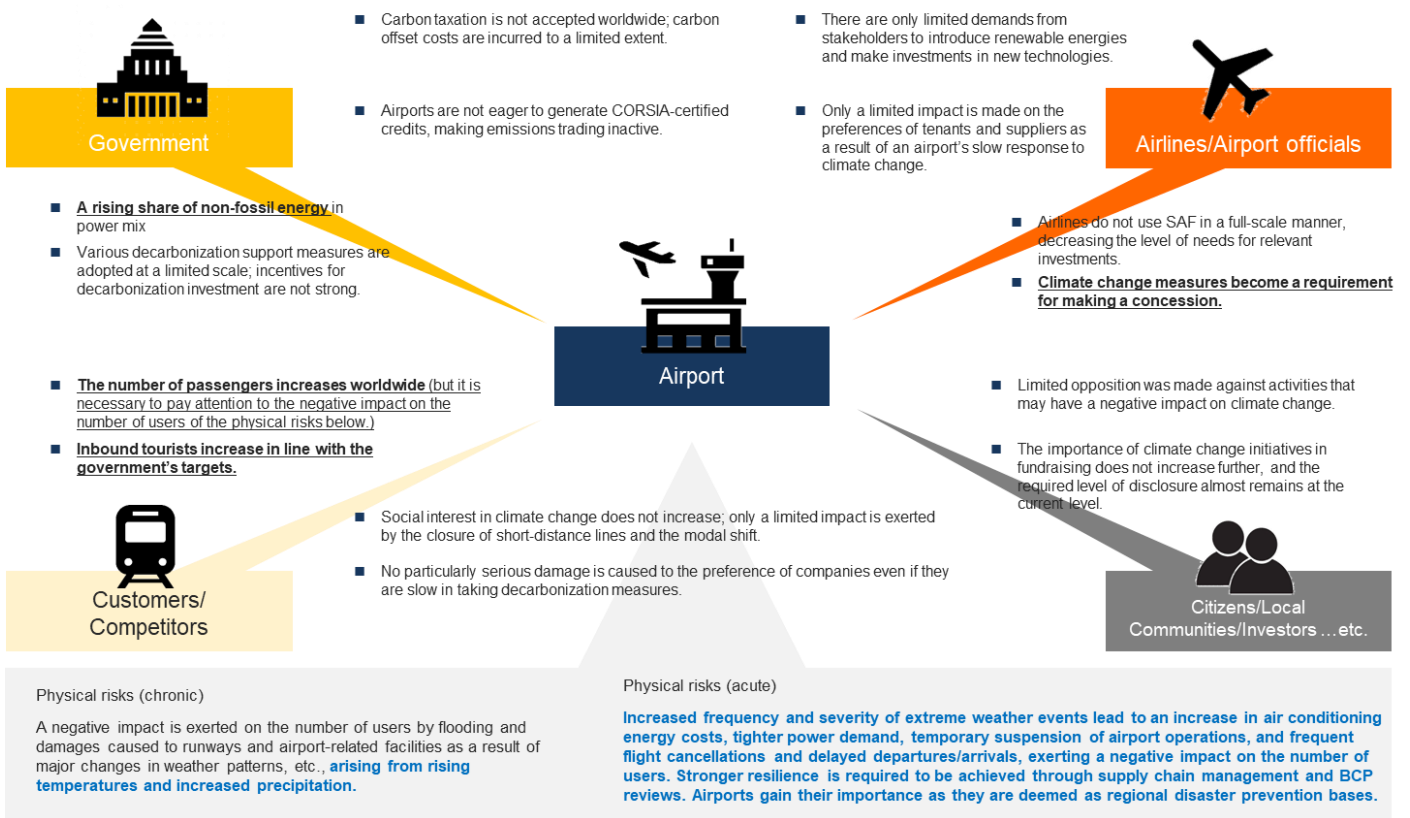 Carbon taxation is not accepted worldwide; carbon
offset costs are incurred to a limited extent.
Airports are not eager to generate CORSIA-certified
credits, making emissions trading inactive.
There are only limited demands from
stakeholders to introduce renewable energies
and make investments in new technologies.
Only a limited impact is made on the
preferences of tenants and suppliers as
a result of an airport's slow response to
climate change.
Government
Airlines/Airport officials
A rising share of non-fossil energy in
power mix
Various decarbonization support measures are
adopted at a limited scale; incentives for
decarbonization investment are not strong.
Airlines do not use SAF in a full-scale manner,
decreasing the level of needs for relevant
investments.
Climate change measures become a requirement
for making a concession.
Airport
The number of passengers increases worldwide (but it is
necessary to pay attention to the negative impact on the
number of users of the physical risks below.)
Inbound tourists increase in line with the
government's targets.
Limited opposition was made against activities that
may have a negative impact on climate change.
The importance of climate change initiatives in
fundraising does not increase further, and the
required level of disclosure almost remains at the
current level.
Social interest in climate change does not increase; only a limited impact is exerted
by the closure of short-distance lines and the modal shift.
No particularly serious damage is caused to the preference of companies even if they
are slow in taking decarbonization measures.
Customers/
Competitors
Citizens/Local
Communities/Investors …etc.
Physical risks (chronic)
A negative impact is exerted on the number of users by flooding and
damages caused to runways and airport-related facilities as a result of
major changes in weather patterns, etc., arising from rising
temperatures and increased precipitation.
Physical risks (acute)
Increased frequency and severity of extreme weather events lead to an increase in air conditioning
energy costs, tighter power demand, temporary suspension of airport operations, and frequent
flight cancellations and delayed departures/arrivals, exerting a negative impact on the number of
users. Stronger resilience is required to be achieved through supply chain management and BCP
reviews. Airports gain their importance as they are deemed as regional disaster prevention bases.